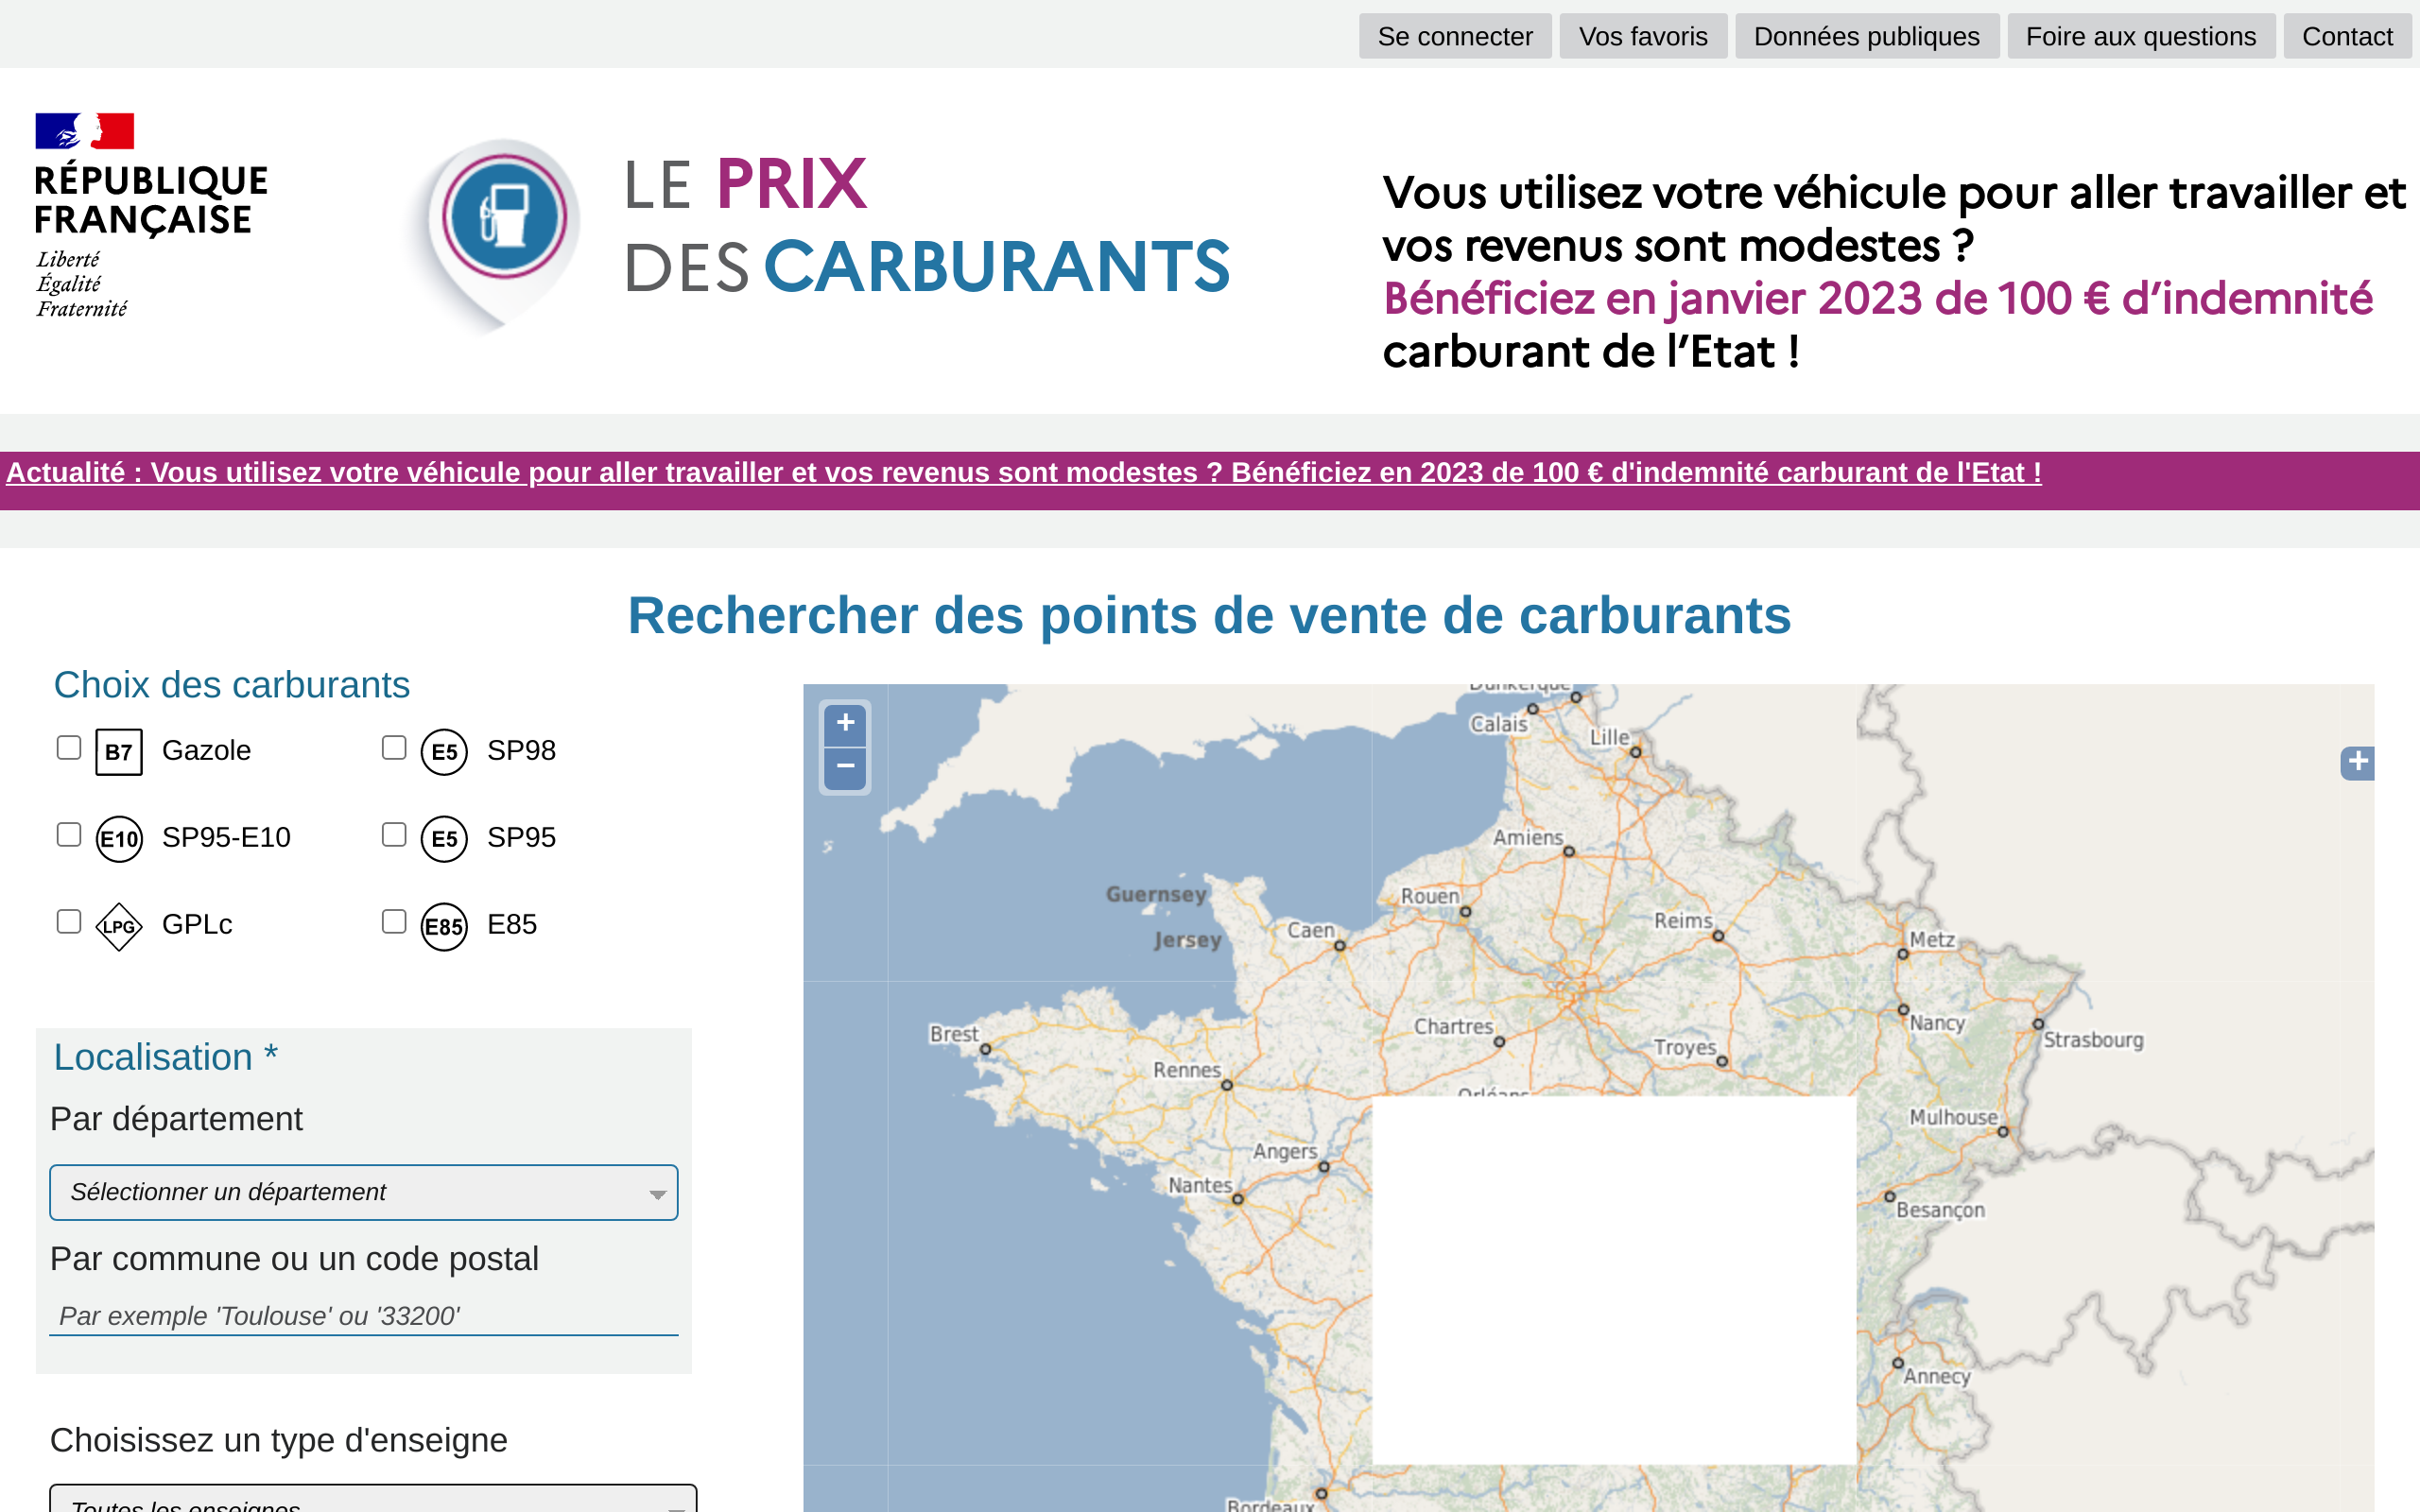 Se connecter
Vos favoris
Données publiques
Foire aux questions
Contact
RÉPUBLIQUE
FRANÇAISE
Liberté
Égalité
Fraternité
LE PRIX
DES CARBURANTS
Vous utilisez votre véhicule pour aller travailler et
vos revenus sont modestes ?
Bénéficiez en janvier 2023 de 100 € d’indemnité
carburant de l’Etat !
Actualité : Vous utilisez votre véhicule pour aller travailler et vos revenus sont modestes ? Bénéficiez en 2023 de 100 € d'indemnité carburant de l'Etat !
Rechercher des points de vente de carburants
Choix des carburants
B7 Gazole
E5 SP98
E10 SP95-E10
E5 SP95
LPG GPLc
E85 E85
Localisation *
Par département
Sélectionner un département
Par commune ou un code postal
Par exemple 'Toulouse' ou '33200'
Choisissez un type d'enseigne
Toutes les enseignes
+
−
+
Dunkerque
Calais
Lille
Amiens
Guernsey
Rouen
Reims
Jersey
Caen
Metz
Brest
Chartres
Nancy
Strasbourg
Troyes
Rennes
Orléans
Mulhouse
Angers
Nantes
Besançon
Annecy
Bordeaux